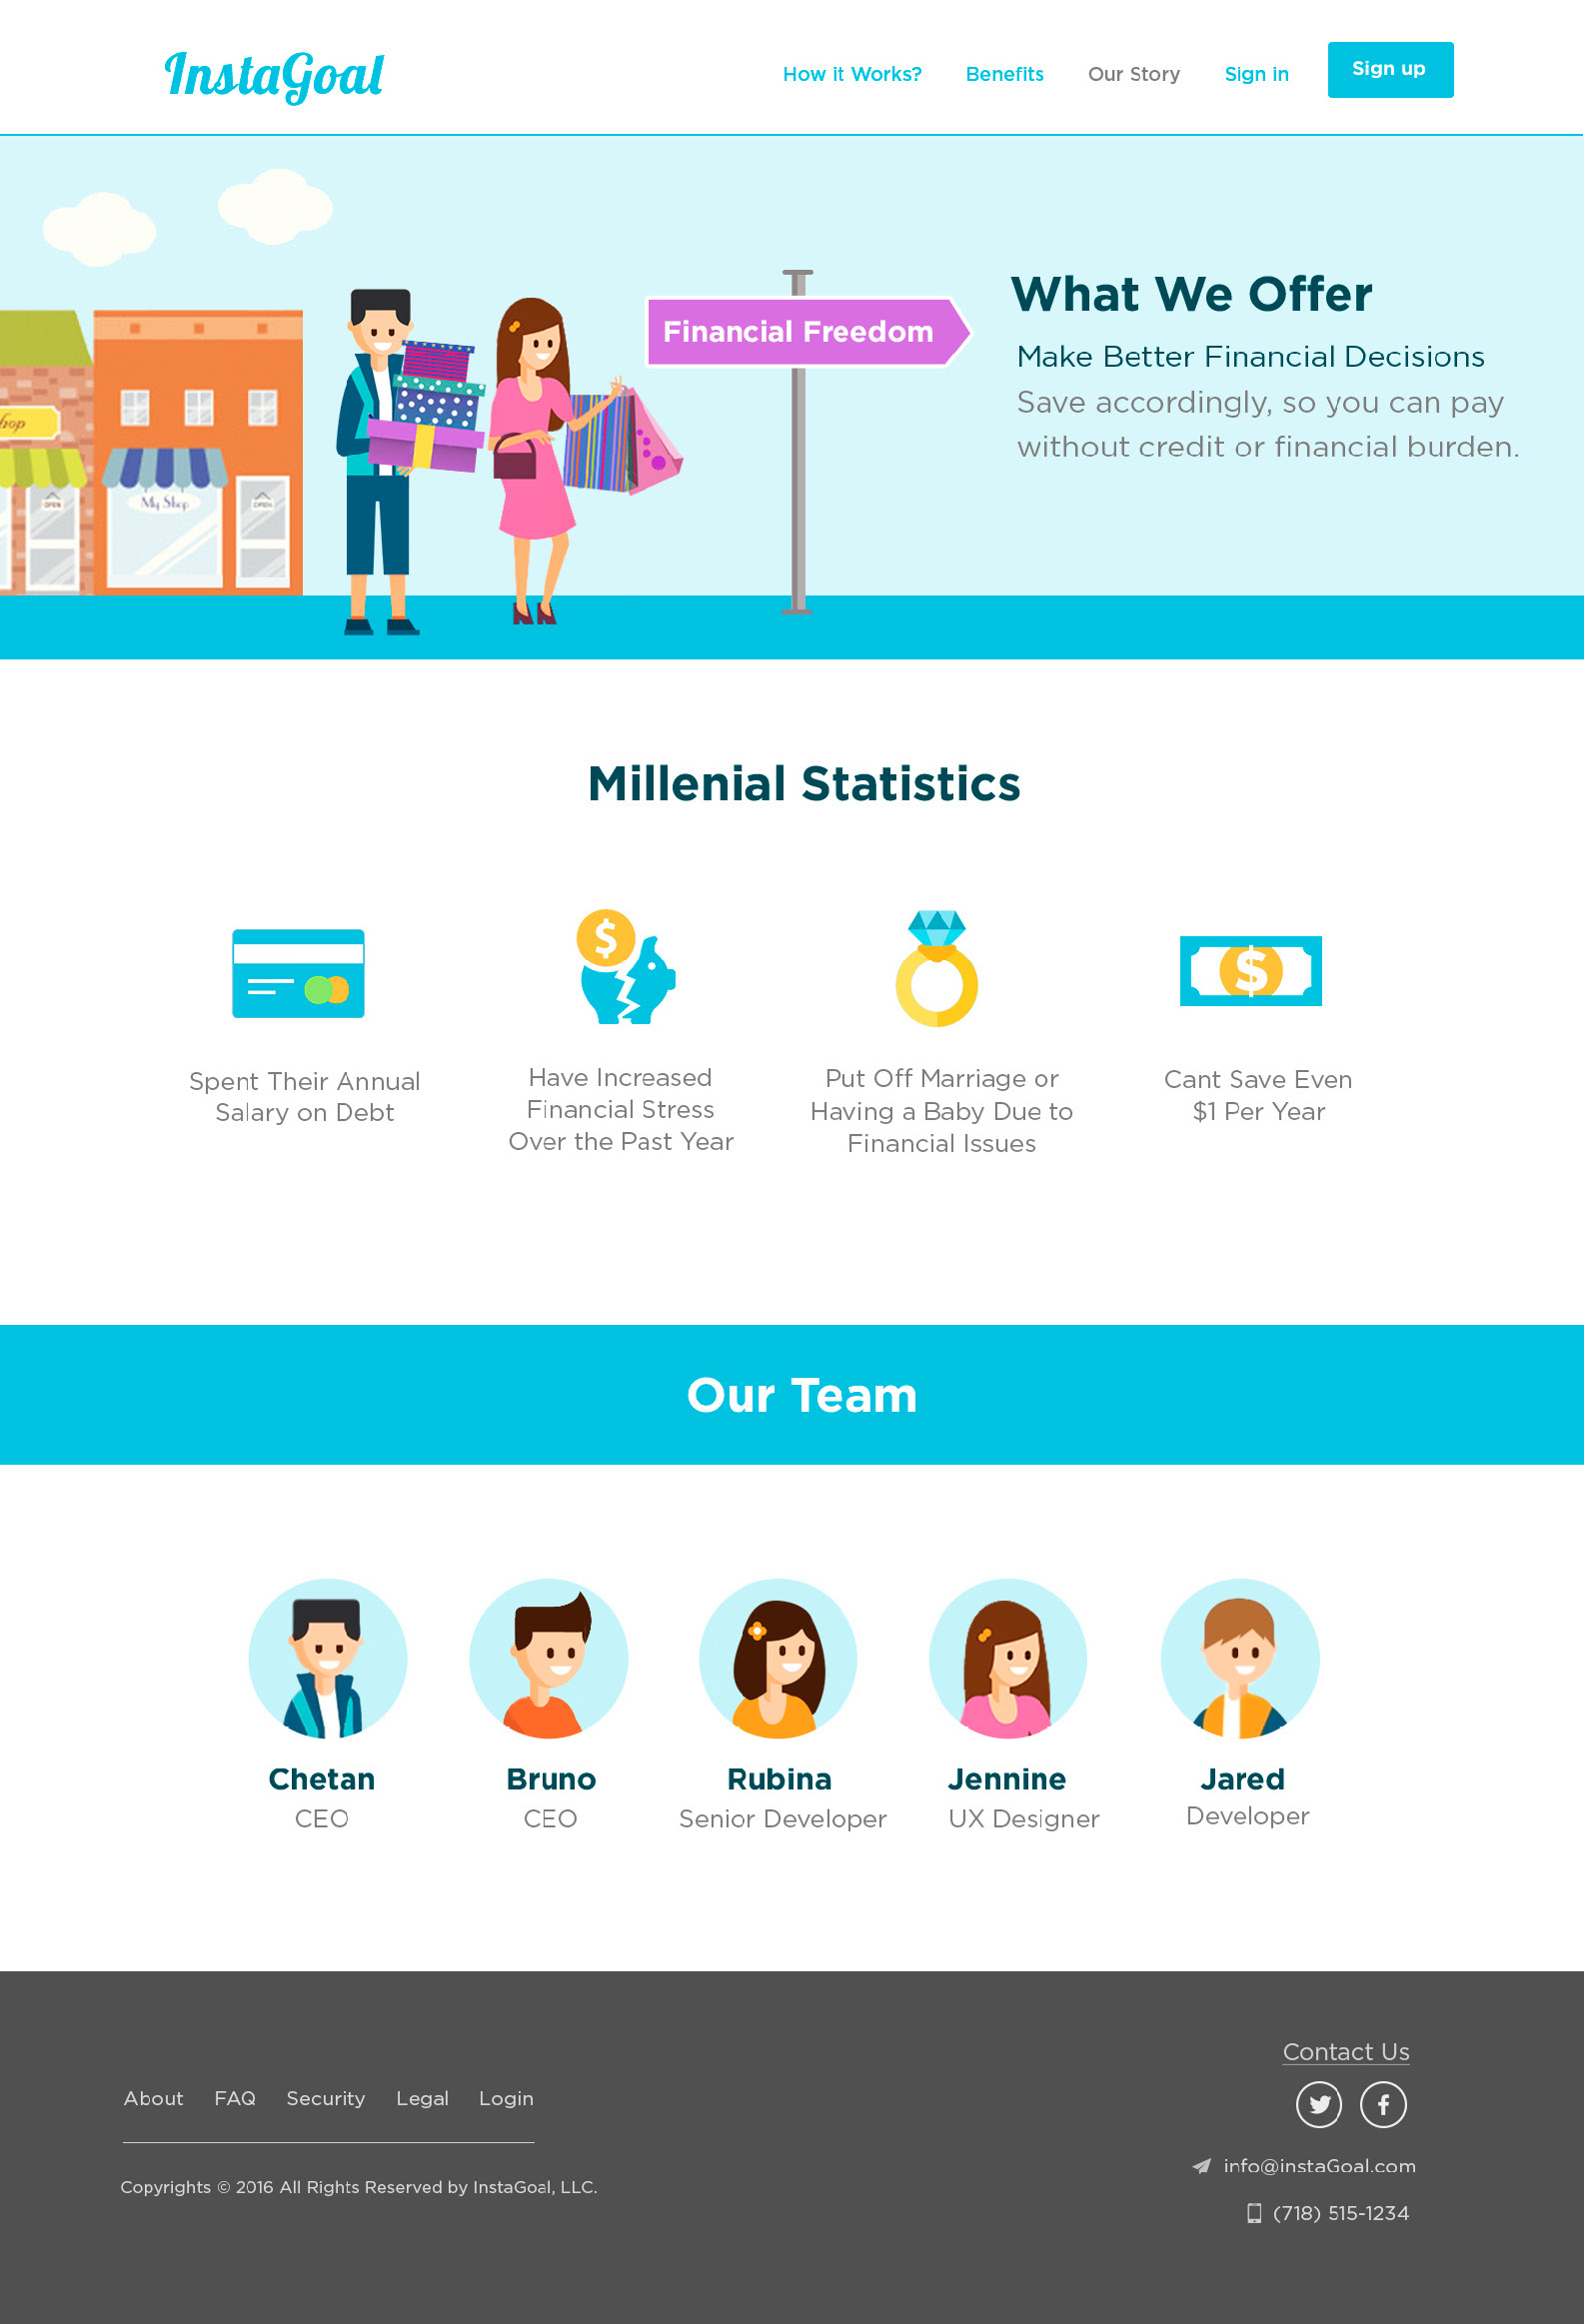 InstaGoal
How it Works?
Benefits
Our Story
Sign in
Sign up
What We Offer
Financial Freedom
Make Better Financial Decisions
Save accordingly, so you can pay
without credit or financial burden.
hop
My Shop
OPEN
OPEN
Millenial Statistics
Spent Their Annual
Salary on Debt
Have Increased
Financial Stress
Over the Past Year
Put Off Marriage or
Having a Baby Due to
Financial Issues
Cant Save Even
$1 Per Year
Our Team
Chetan
CEO
Bruno
CEO
Rubina
Senior Developer
Jennine
UX Designer
Jared
Developer
About FAQ Security Legal Login
Copyrights © 2016 All Rights Reserved by InstaGoal, LLC.
Contact Us
info@instaGoal.com
(718) 515-1234